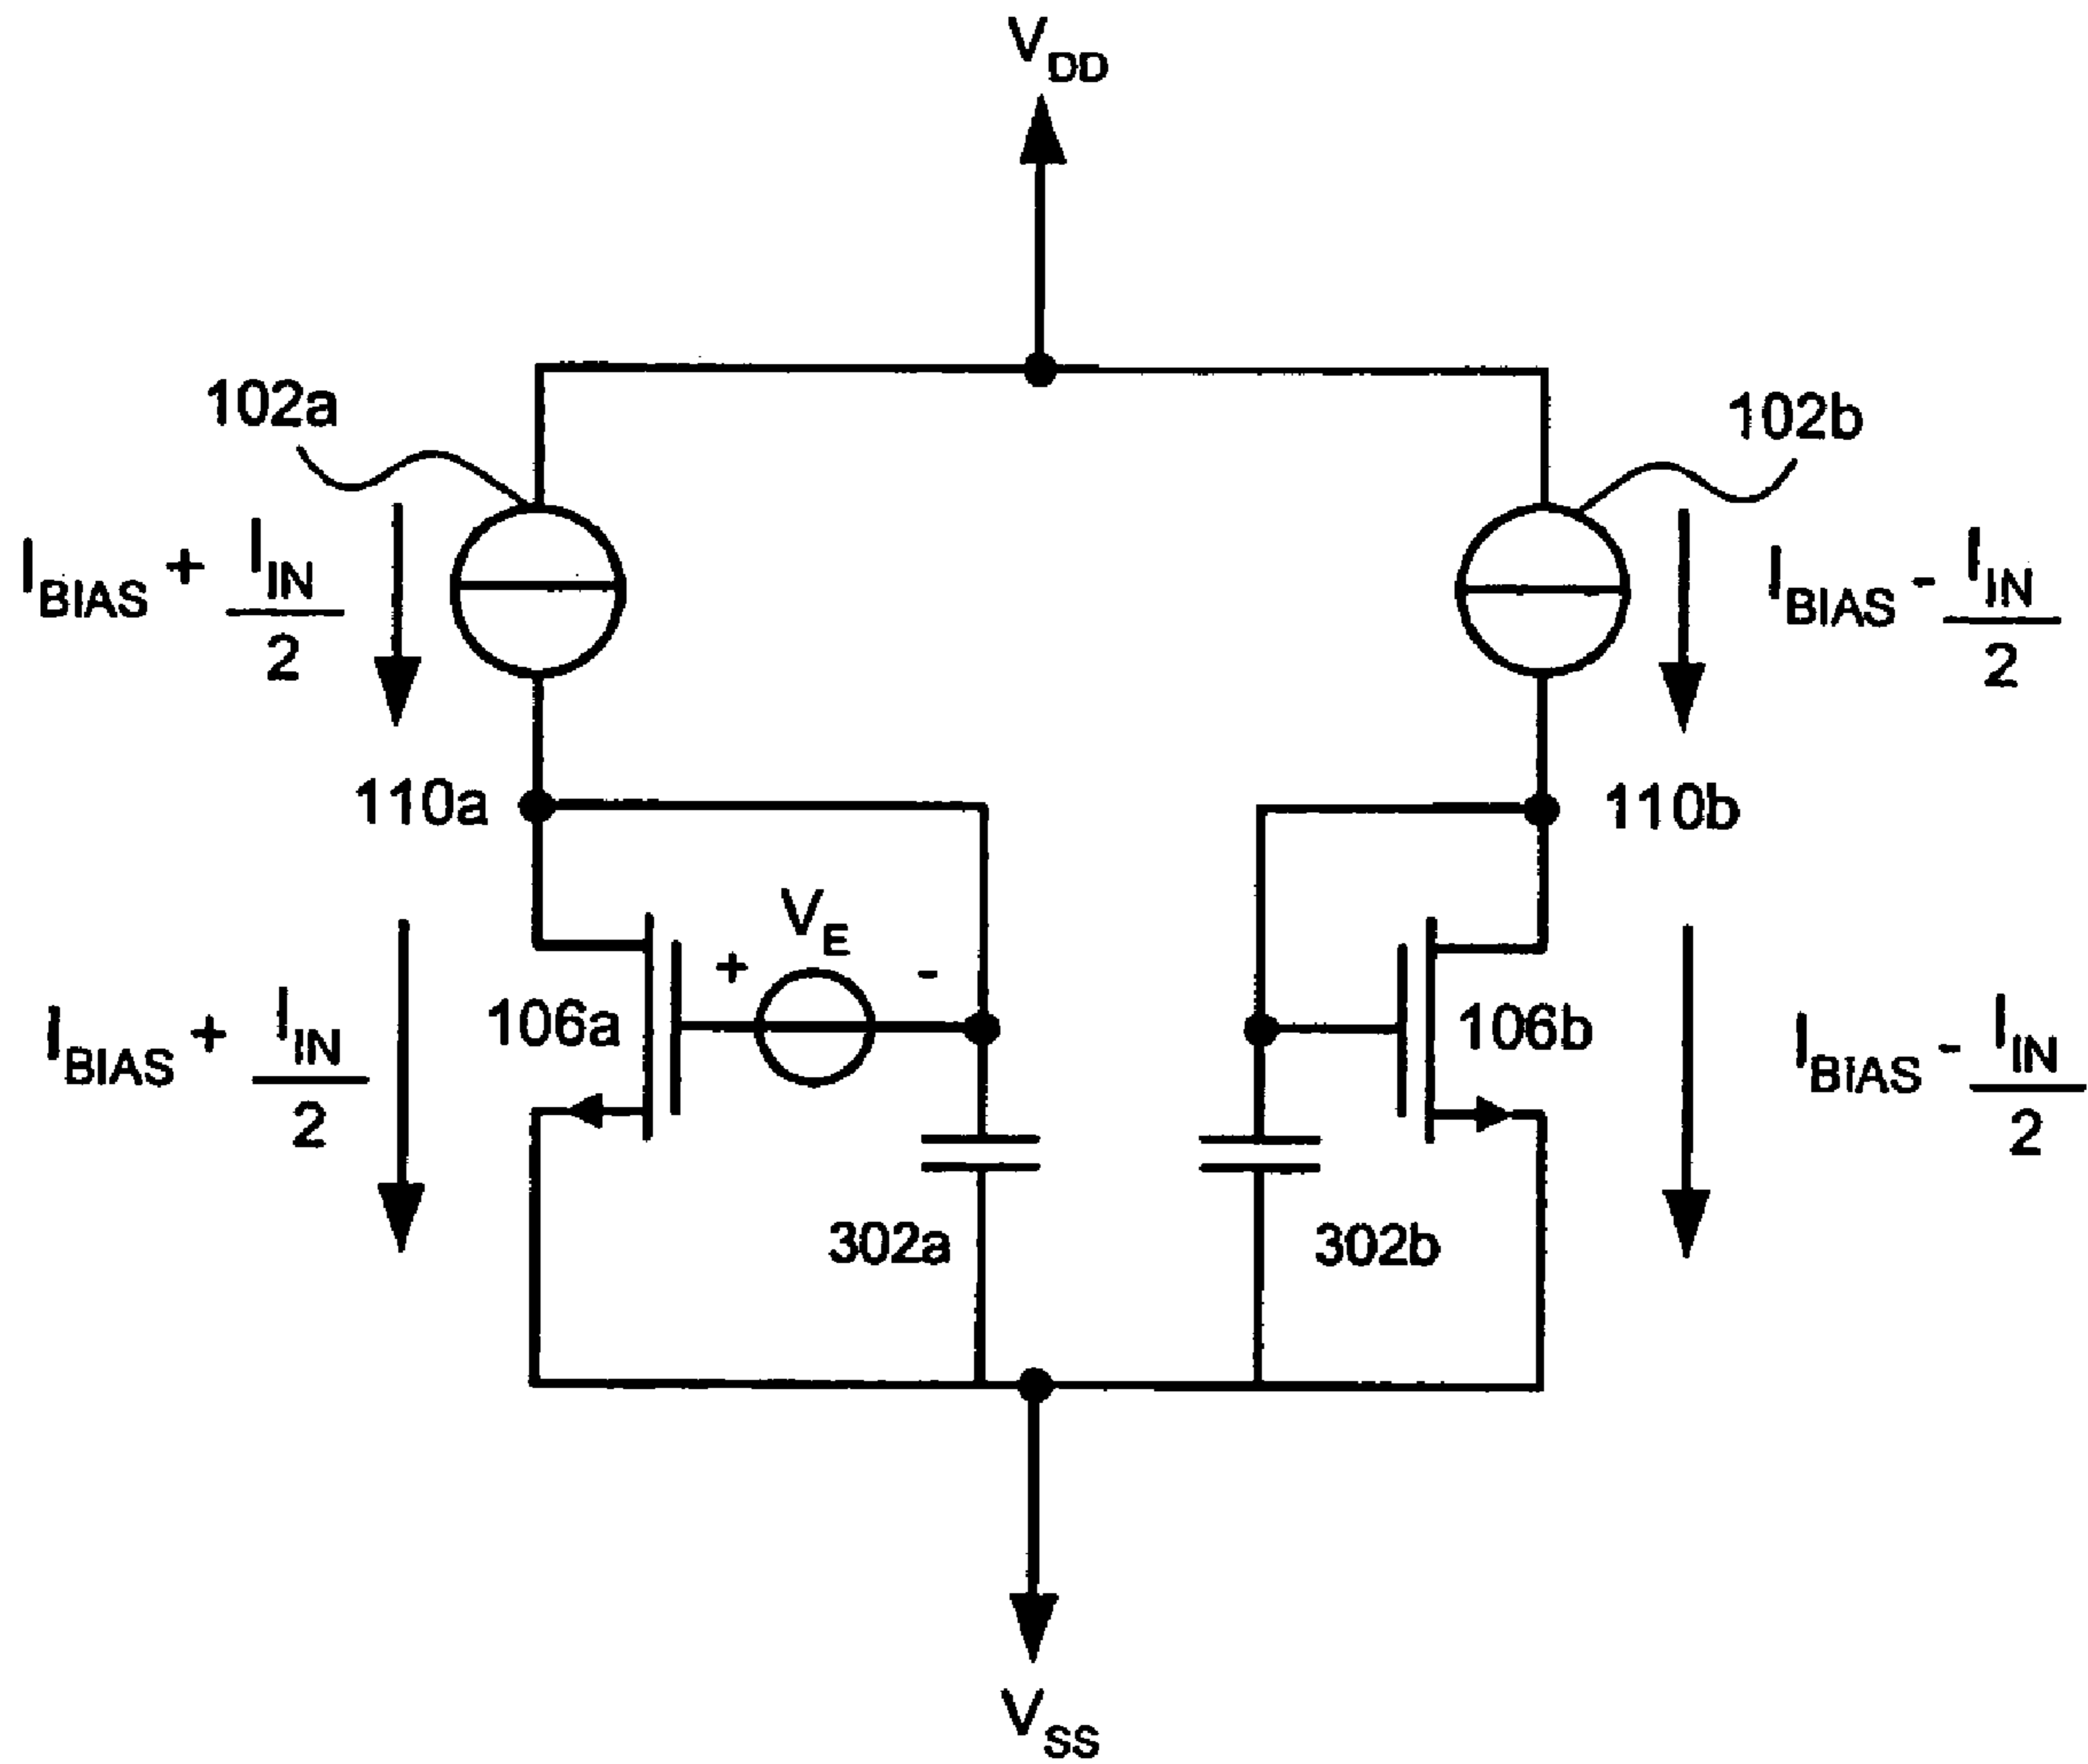 V_DD
102a
102b
I_BIAS + I_IN/2
I_BIAS - I_IN/2
110a
110b
V_E
+ -
106a
106b
I_BIAS + I_IN/2
I_BIAS - I_IN/2
302a
302b
V_SS